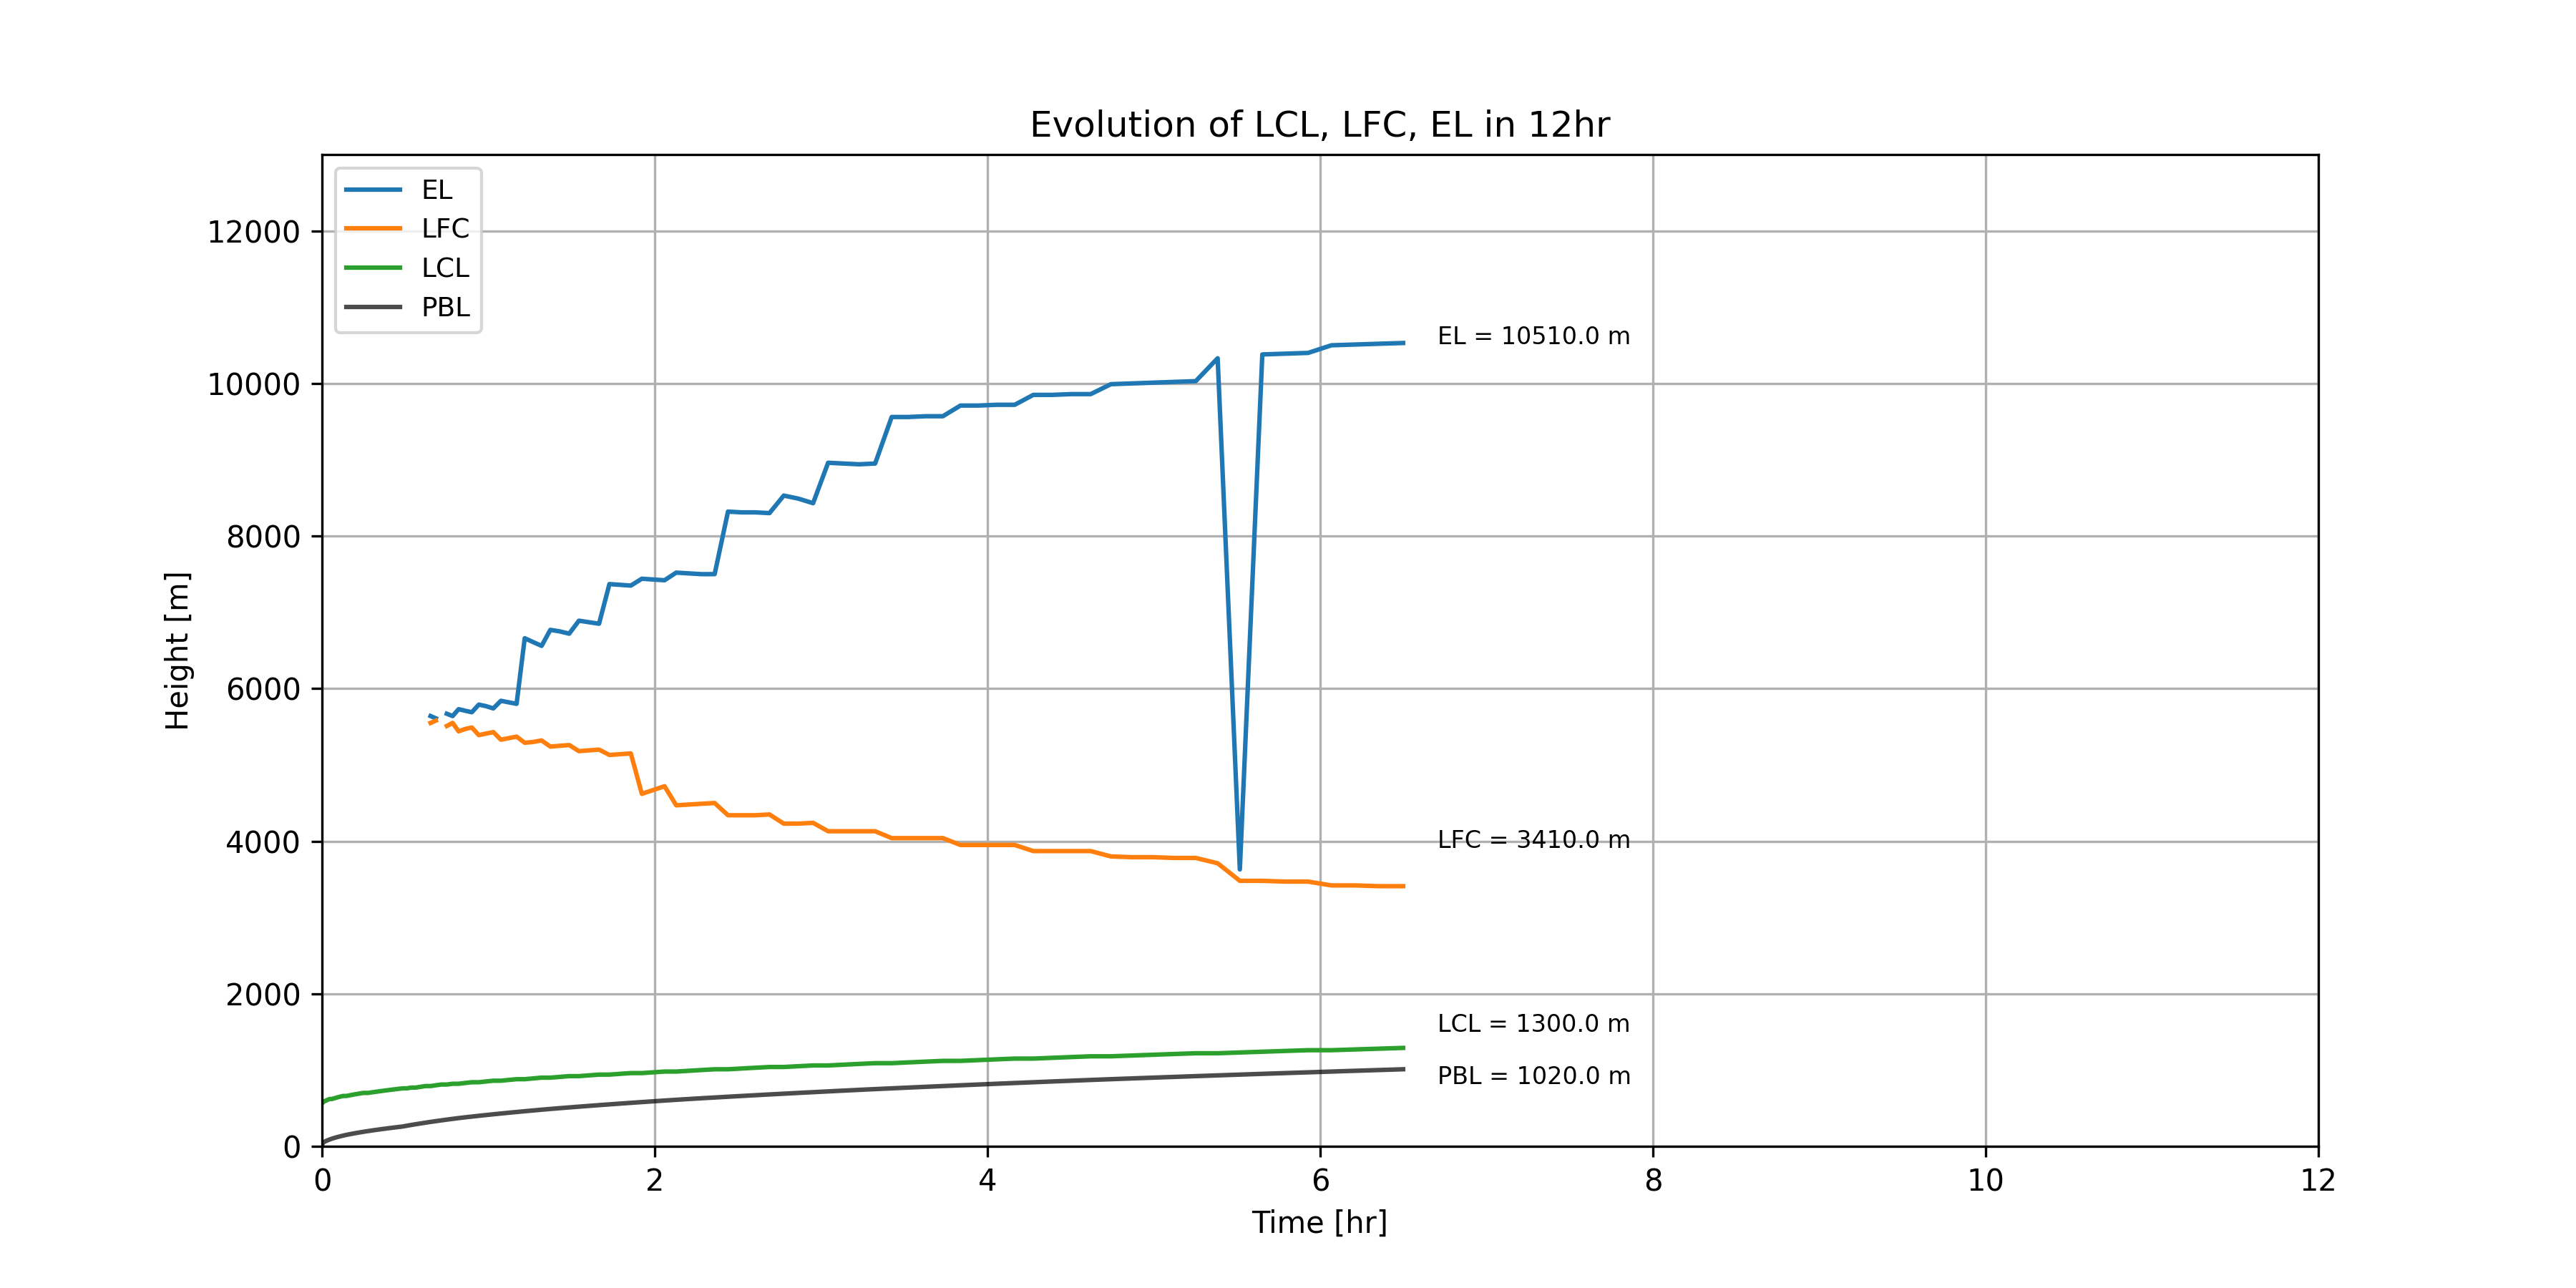 Evolution of LCL, LFC, EL in 12hr
EL
LFC
LCL
PBL
12000
10000
8000
6000
4000
2000
0
Height [m]
EL = 10510.0 m
LFC = 3410.0 m
LCL = 1300.0 m
PBL = 1020.0 m
0 2 4 6 8 10 12
Time [hr]